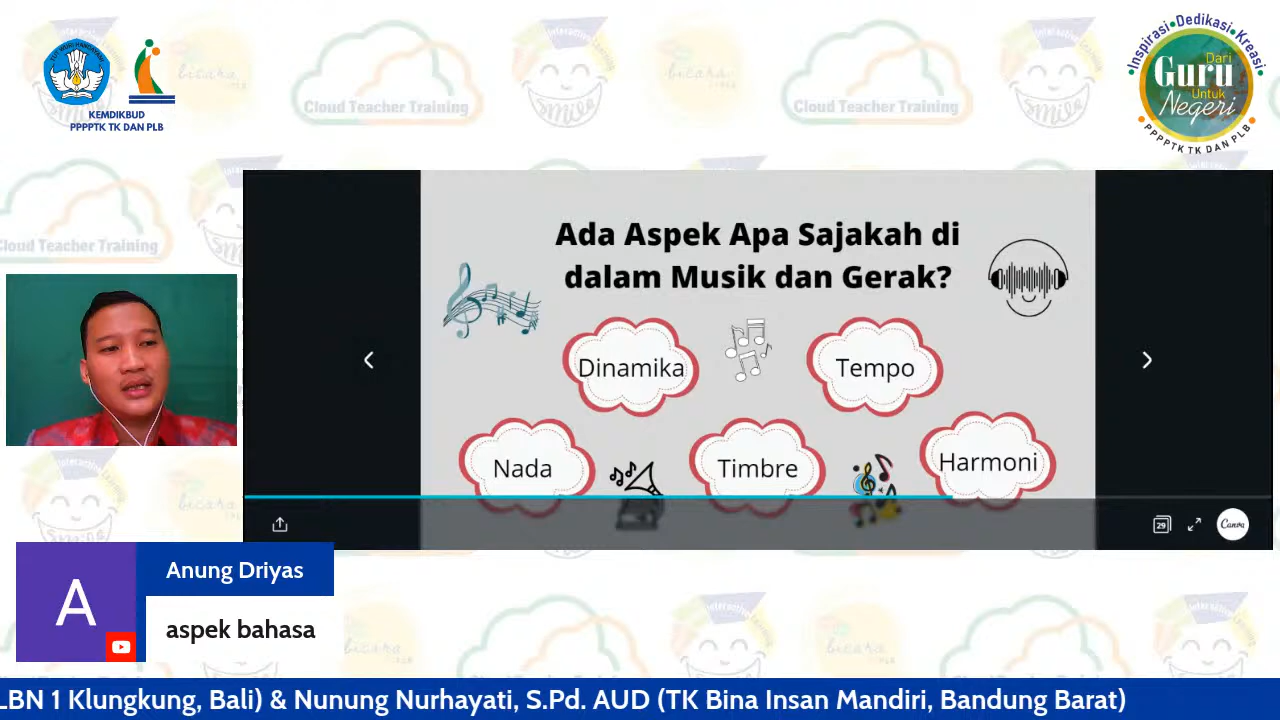 KEMDIKBUD
PPPPTK TK DAN PLB
Inspirasi•Dedikasi•Kreasi
Dari
Guru
Untuk
Negeri
PPPPTK TK DAN PLB
Cloud Teacher Training
Cloud Teacher Training
Cloud Teacher Training
Ada Aspek Apa Sajakah di
dalam Musik dan Gerak?
Dinamika
Tempo
Nada
Timbre
Harmoni
29
Canva
A
Anung Driyas
aspek bahasa
LBN 1 Klungkung, Bali) & Nunung Nurhayati, S.Pd. AUD (TK Bina Insan Mandiri, Bandung Barat)